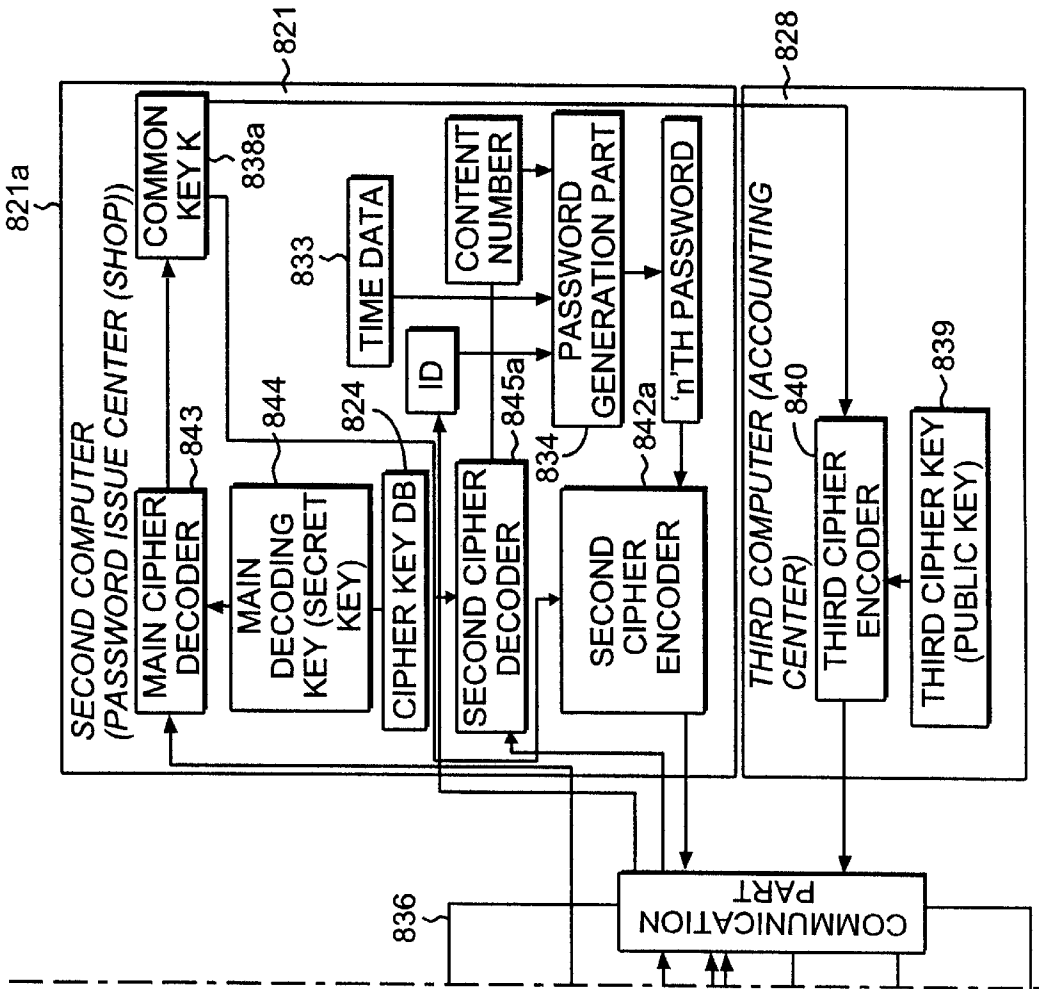 821a
SECOND COMPUTER
(PASSWORD ISSUE CENTER (SHOP))
821
MAIN CIPHER
DECODER
843
COMMON
KEY K
838a
MAIN
DECODING
KEY (SECRET
KEY)
844
CIPHER KEY DB
824
ID
833
TIME DATA
CONTENT
NUMBER
SECOND CIPHER
DECODER
845a
834
PASSWORD
GENERATION PART
SECOND
CIPHER
ENCODER
842a
'n'TH PASSWORD
828
THIRD COMPUTER (ACCOUNTING
CENTER)
840
THIRD CIPHER
ENCODER
839
THIRD CIPHER KEY
(PUBLIC KEY)
836
COMMUNICATION
PART